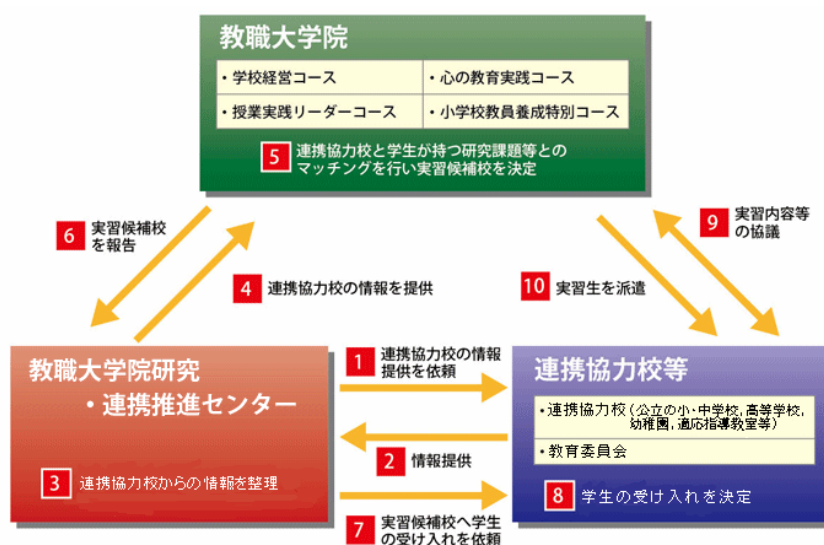 教職大学院
・学校経営コース
・心の教育実践コース
・授業実践リーダーコース
・小学校教員養成特別コース
5 連携協力校と学生が持つ研究課題等との
マッチングを行い実習候補校を決定
6 実習候補校
を報告
4 連携協力校の情報を提供
9 実習内容等
の協議
10 実習生を派遣
教職大学院研究
・連携推進センター
3 連携協力校からの情報を整理
1 連携協力校の情報
提供を依頼
2 情報提供
7 実習候補校へ学生
の受け入れを依頼
連携協力校等
・連携協力校(公立の小・中学校,高等学校,
幼稚園,適応指導教室等)
・教育委員会
8 学生の受け入れを決定